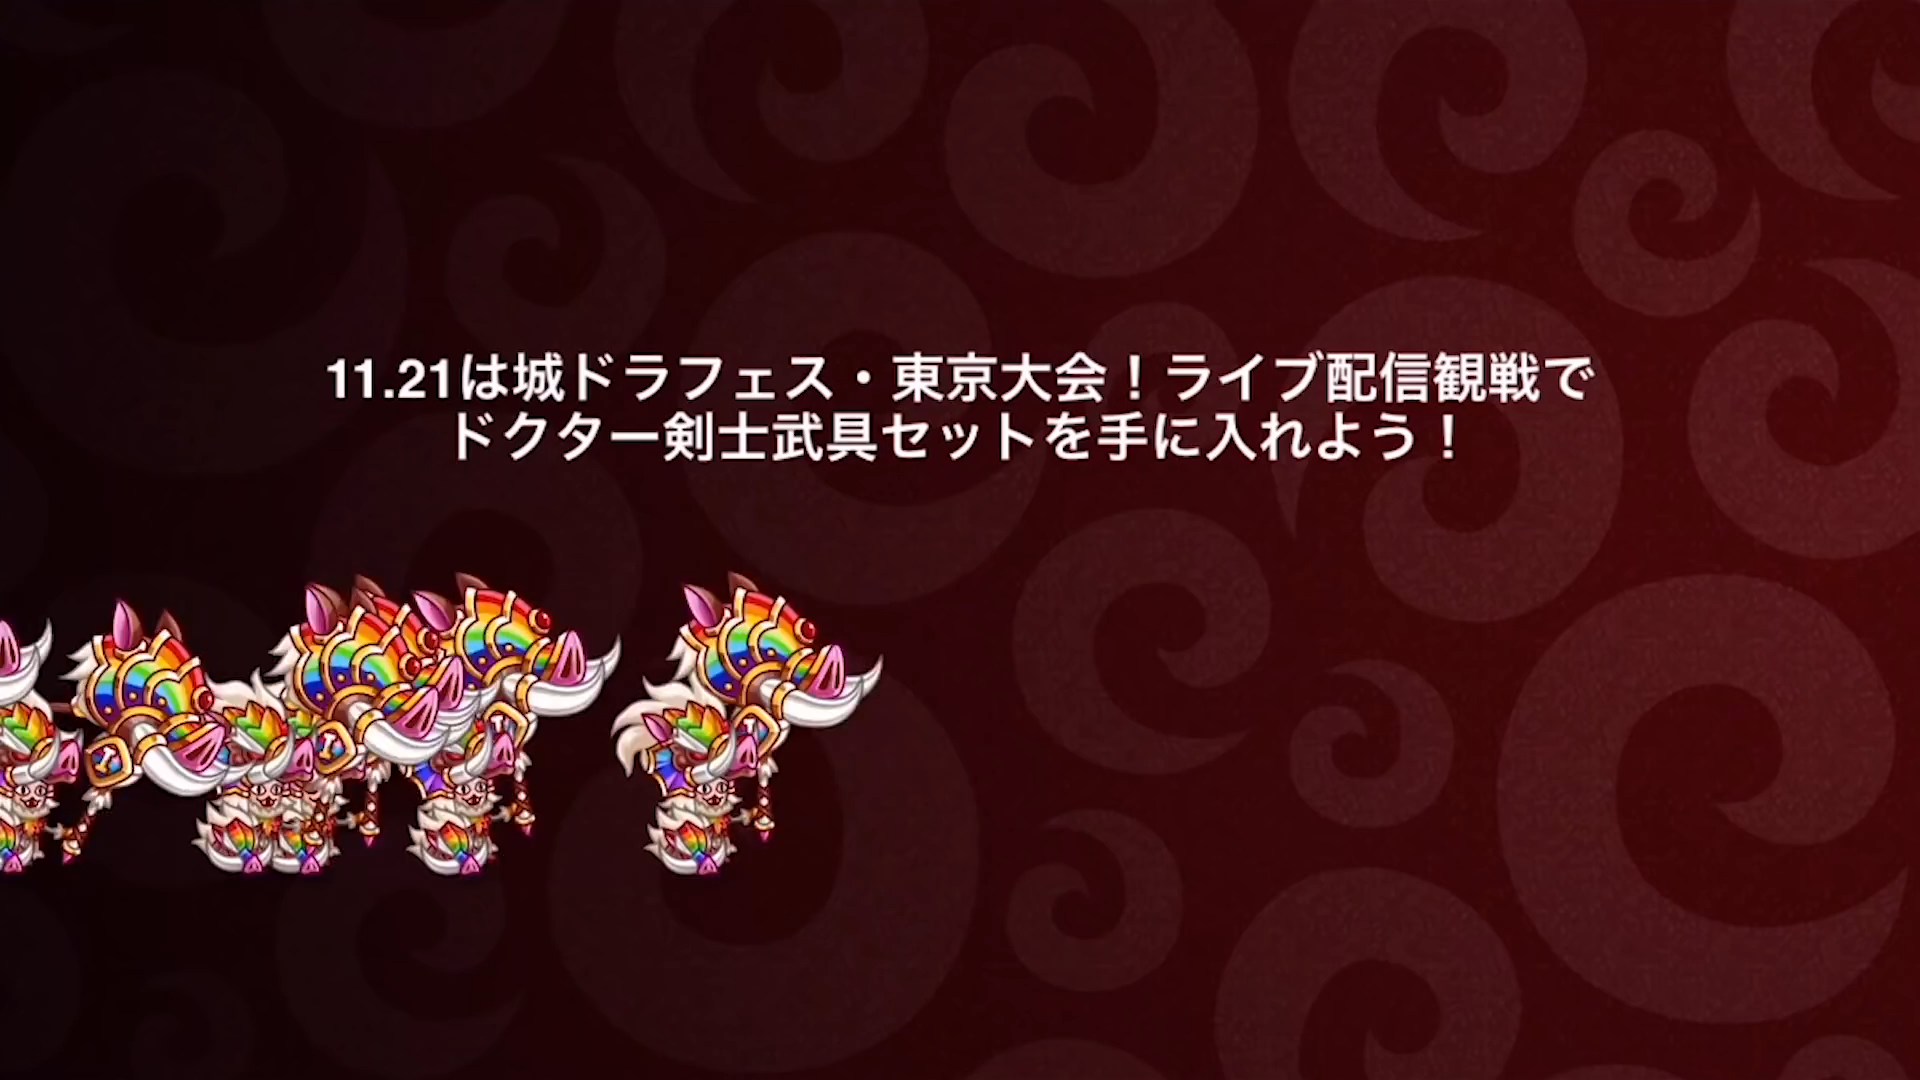 11.21は城ドラフェス・東京大会！ライブ配信観戦で
ドクター剣士武具セットを手に入れよう！